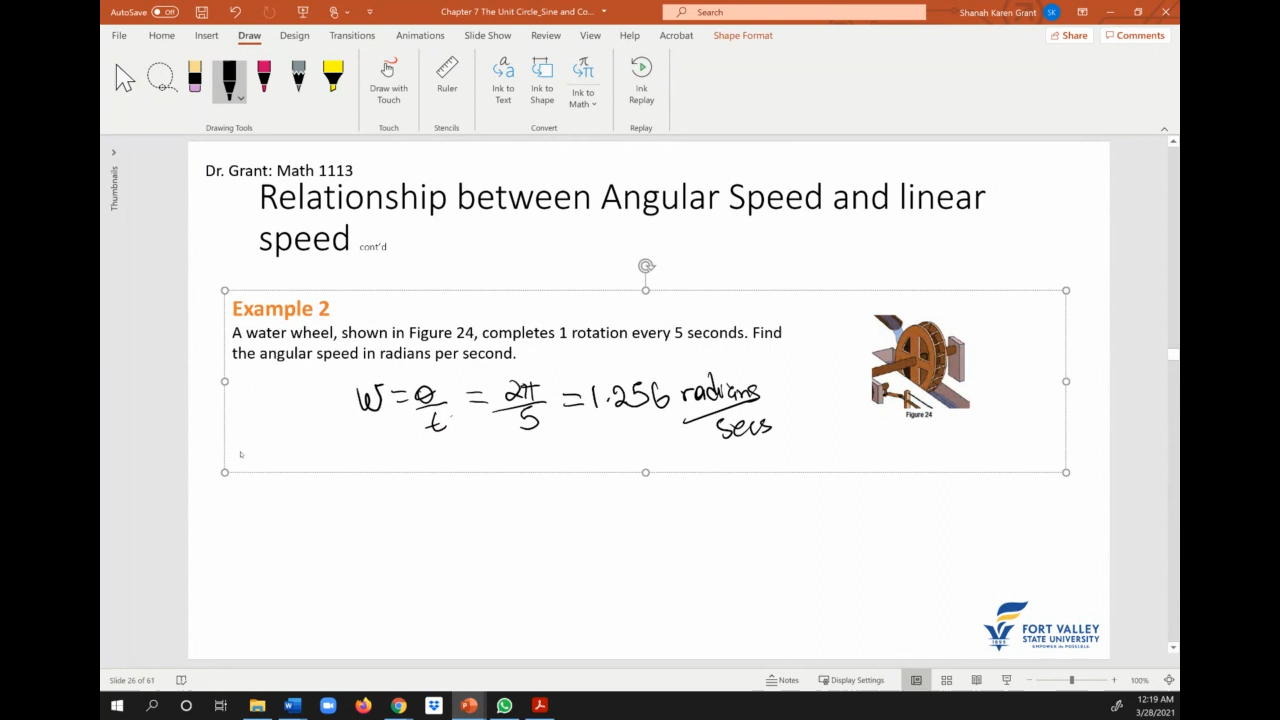 AutoSave Off
Chapter 7 The Unit Circle_Sine and Co...
Search
Shanah Karen Grant
SK
File Home Insert Draw Design Transitions Animations Slide Show Review View Help Acrobat Shape Format
Share
Comments
Draw with Touch
Ruler
Ink to Text
Ink to Shape
Ink to Math
Ink Replay
Drawing Tools
Touch
Stencils
Convert
Replay
Thumbnails
Dr. Grant: Math 1113
Relationship between Angular Speed and linear
speed cont'd
Example 2
A water wheel, shown in Figure 24, completes 1 rotation every 5 seconds. Find
the angular speed in radians per second.
W = θ/t = 2π/5 = 1.256 radians/secs
Figure 24
1895
FORT VALLEY
STATE UNIVERSITY
EMPOWER the POSSIBLE.
Slide 26 of 61
Notes
Display Settings
100%
12:19 AM
3/28/2021